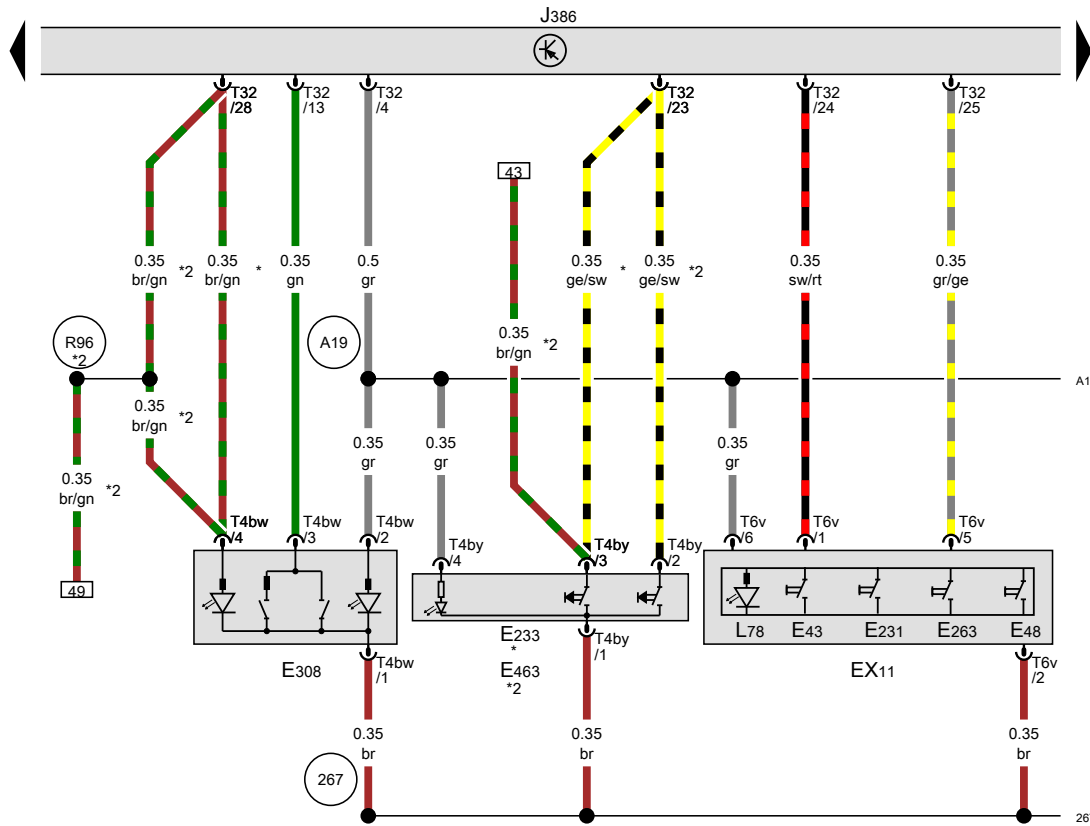 J386
T32
/28
T32
/13
T32
/4
T32
/23
T32
/24
T32
/25
43
0.35
br/gn
*2
0.35
br/gn
*
0.35
gn
0.5
gr
0.35
ge/sw
*
0.35
ge/sw
*2
0.35
sw/rt
0.35
gr/ge
R96
*2
A19
0.35
br/gn
*2
A1
0.35
br/gn
*2
0.35
gr
0.35
gr
0.35
gr
0.35
br/gn
*2
49
T4bw
/4
T4bw
/3
T4bw
/2
T4by
/4
T4by
/3
T4by
/2
T6v
/6
T6v
/1
T6v
/5
L78
E43
E231
E263
E48
E308
T4bw
/1
E233
*
E463
*2
T4by
/1
EX11
T6v
/2
0.35
br
0.35
br
0.35
br
267
26